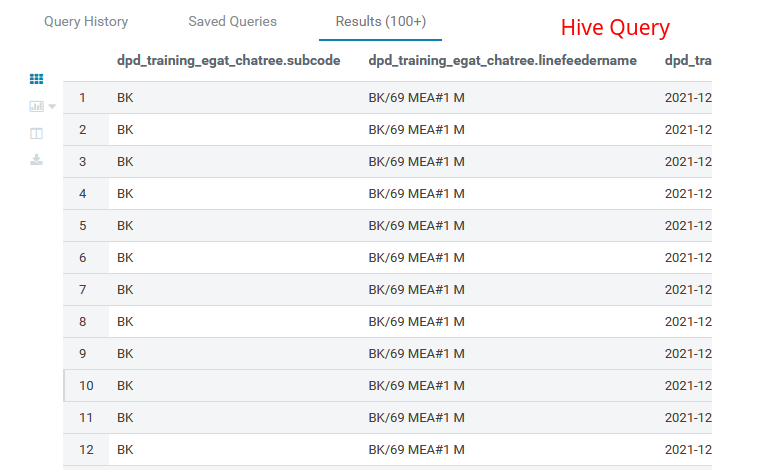 Query History Saved Queries Results (100+) Hive Query
dpd_training_egat_chatree.subcode dpd_training_egat_chatree.linefeedername dpd_tra
1 BK BK/69 MEA#1 M 2021-12
2 BK BK/69 MEA#1 M 2021-12
3 BK BK/69 MEA#1 M 2021-12
4 BK BK/69 MEA#1 M 2021-12
5 BK BK/69 MEA#1 M 2021-12
6 BK BK/69 MEA#1 M 2021-12
7 BK BK/69 MEA#1 M 2021-12
8 BK BK/69 MEA#1 M 2021-12
9 BK BK/69 MEA#1 M 2021-12
10 BK BK/69 MEA#1 M 2021-12
11 BK BK/69 MEA#1 M 2021-12
12 BK BK/69 MEA#1 M 2021-12